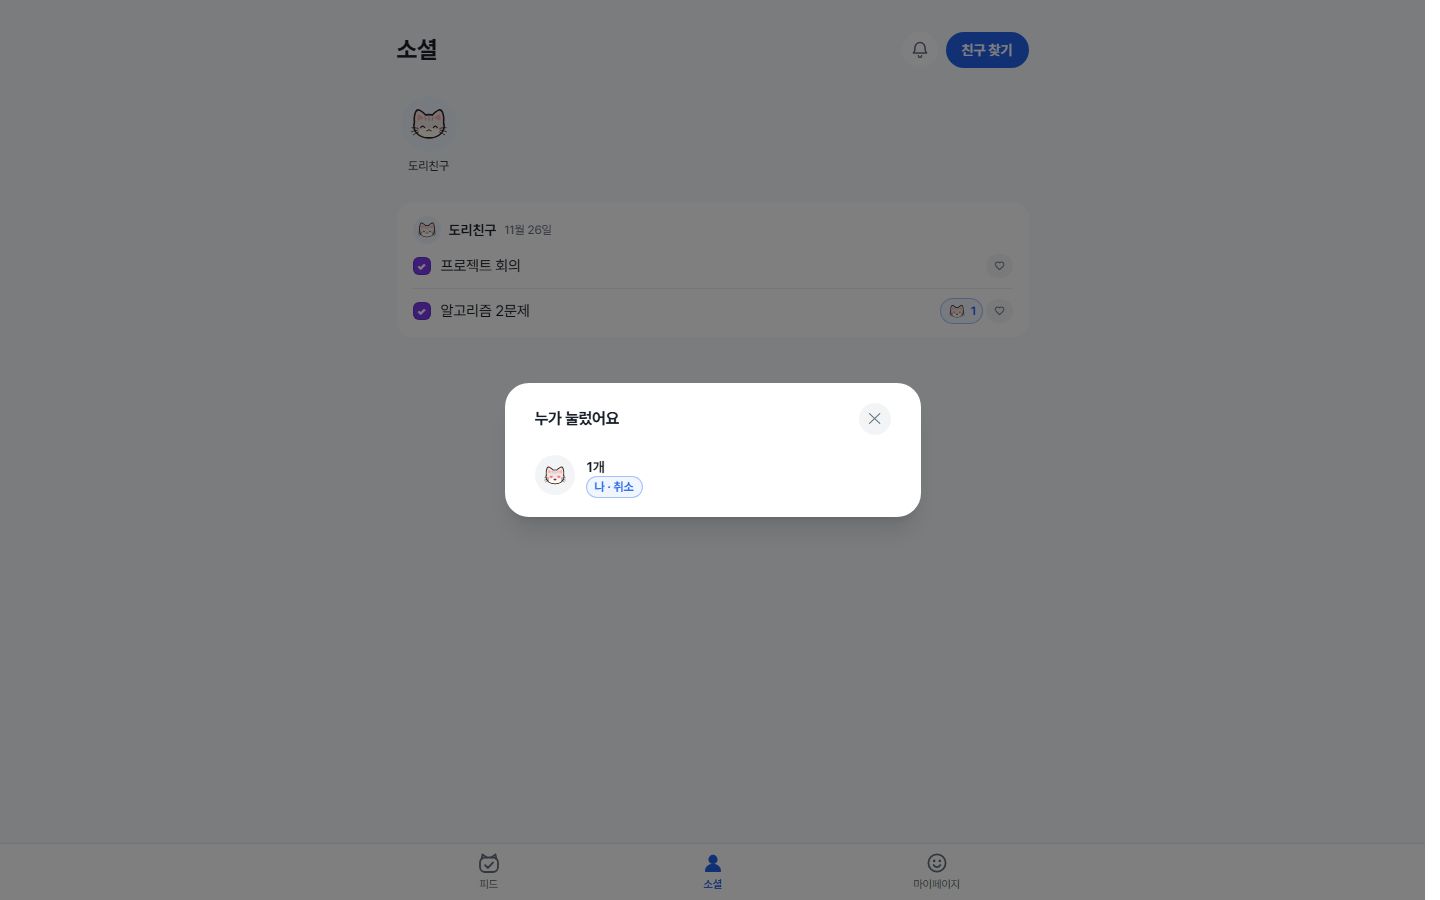 소셜
친구 찾기
도리친구
도리친구 11월 26일
프로젝트 회의
알고리즘 2문제
1
누가 눌렀어요
1개
나 · 취소
피드
소셜
마이페이지